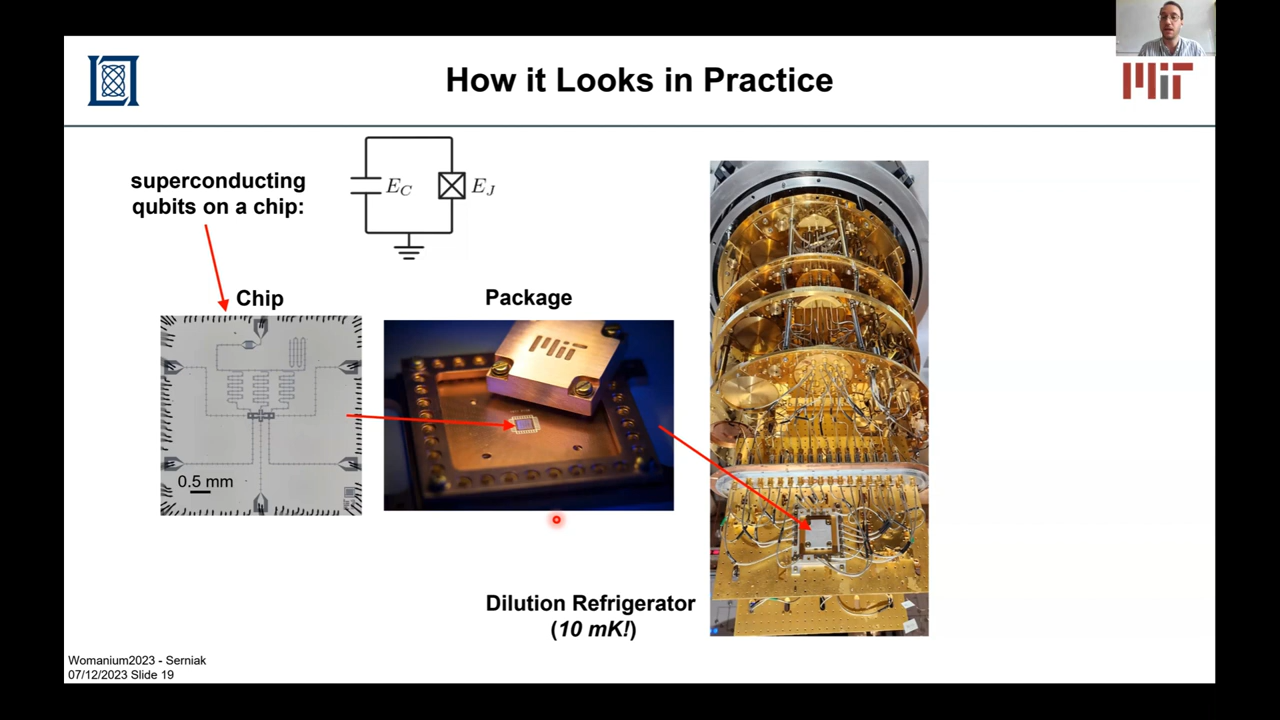 How it Looks in Practice
MiT
superconducting
qubits on a chip:
E_C
E_J
Chip
Package
0.5 mm
MiT
Dilution Refrigerator
(10 mK!)
Womanium2023 - Serniak
07/12/2023 Slide 19